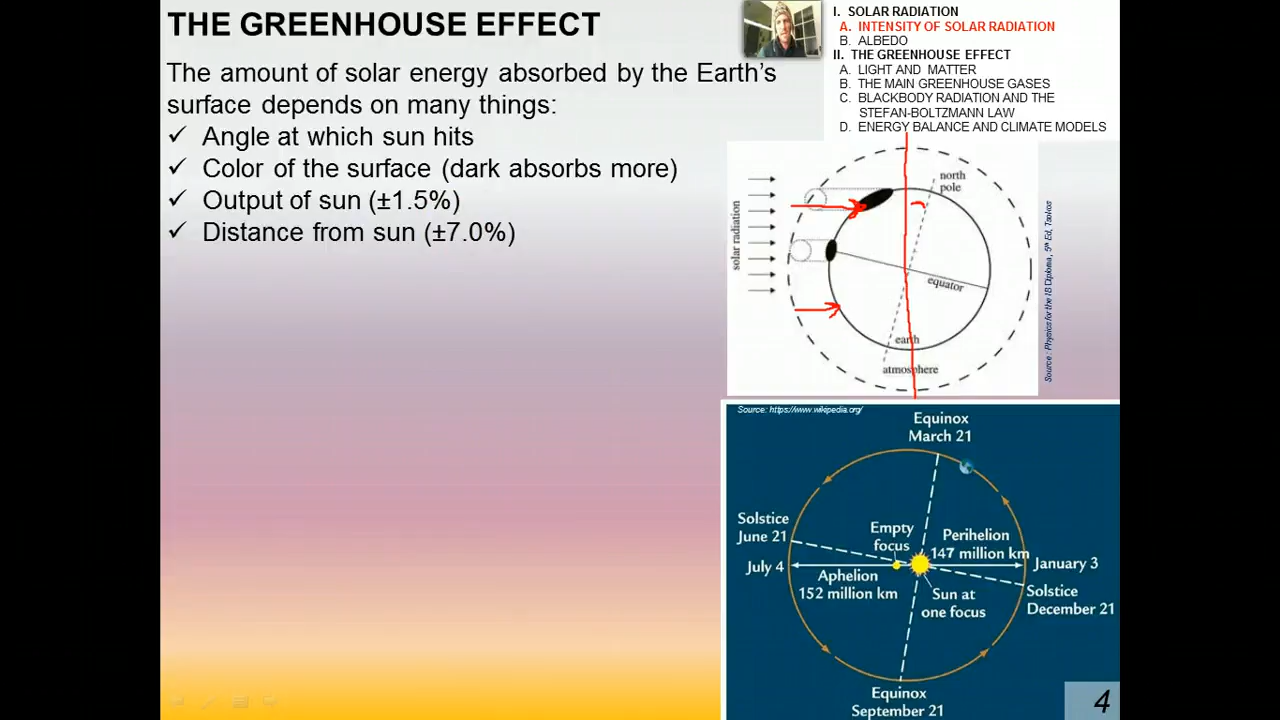 THE GREENHOUSE EFFECT
The amount of solar energy absorbed by the Earth's
surface depends on many things:
✓ Angle at which sun hits
✓ Color of the surface (dark absorbs more)
✓ Output of sun (±1.5%)
✓ Distance from sun (±7.0%)
I. SOLAR RADIATION
A. INTENSITY OF SOLAR RADIATION
B. ALBEDO
II. THE GREENHOUSE EFFECT
A. LIGHT AND MATTER
B. THE MAIN GREENHOUSE GASES
C. BLACKBODY RADIATION AND THE
STEFAN-BOLTZMANN LAW
D. ENERGY BALANCE AND CLIMATE MODELS
north
pole
solar radiation
equator
earth
atmosphere
Source: Physics for the IB Diploma, 5th Ed, Tsokos
Source: https://www.wikipedia.org/
Equinox
March 21
Solstice
June 21
Empty
focus
Perihelion
147 million km
July 4
January 3
Aphelion
152 million km
Sun at
one focus
Solstice
December 21
Equinox
September 21
4